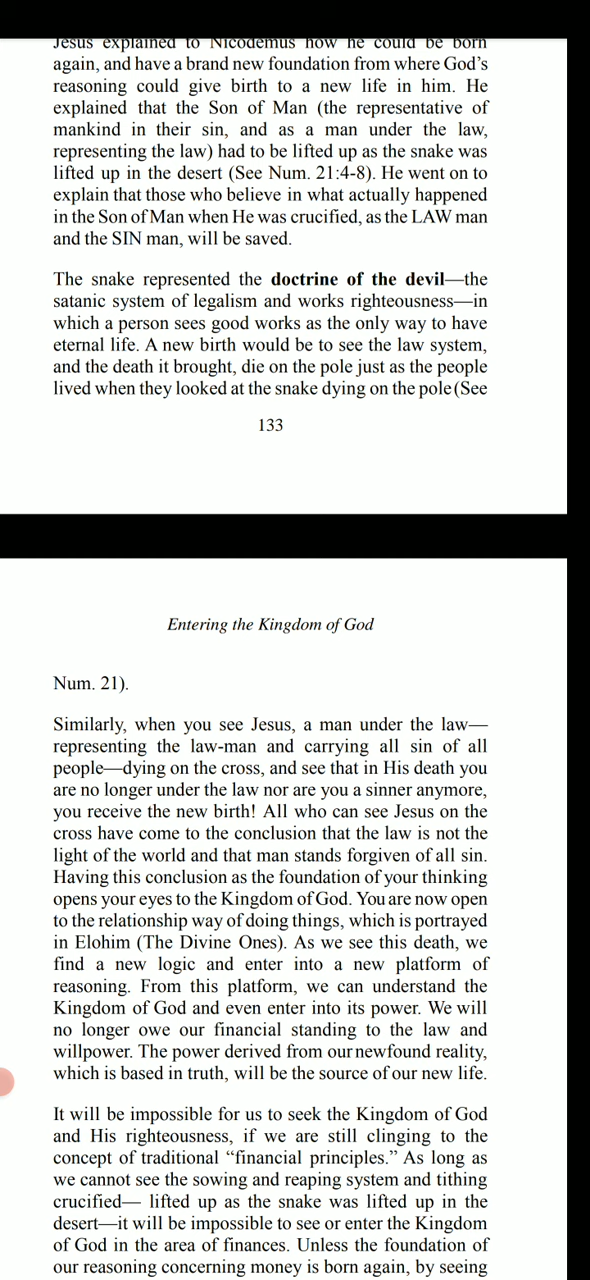 Jesus explained to Nicodemus how he could be born
again, and have a brand new foundation from where God’s
reasoning could give birth to a new life in him. He
explained that the Son of Man (the representative of
mankind in their sin, and as a man under the law,
representing the law) had to be lifted up as the snake was
lifted up in the desert (See Num. 21:4-8). He went on to
explain that those who believe in what actually happened
in the Son of Man when He was crucified, as the LAW man
and the SIN man, will be saved.
The snake represented the doctrine of the devil—the
satanic system of legalism and works righteousness—in
which a person sees good works as the only way to have
eternal life. A new birth would be to see the law system,
and the death it brought, die on the pole just as the people
lived when they looked at the snake dying on the pole (See
133
Entering the Kingdom of God
Num. 21).
Similarly, when you see Jesus, a man under the law—
representing the law-man and carrying all sin of all
people—dying on the cross, and see that in His death you
are no longer under the law nor are you a sinner anymore,
you receive the new birth! All who can see Jesus on the
cross have come to the conclusion that the law is not the
light of the world and that man stands forgiven of all sin.
Having this conclusion as the foundation of your thinking
opens your eyes to the Kingdom of God. You are now open
to the relationship way of doing things, which is portrayed
in Elohim (The Divine Ones). As we see this death, we
find a new logic and enter into a new platform of
reasoning. From this platform, we can understand the
Kingdom of God and even enter into its power. We will
no longer owe our financial standing to the law and
willpower. The power derived from our newfound reality,
which is based in truth, will be the source of our new life.
It will be impossible for us to seek the Kingdom of God
and His righteousness, if we are still clinging to the
concept of traditional “financial principles.” As long as
we cannot see the sowing and reaping system and tithing
crucified— lifted up as the snake was lifted up in the
desert—it will be impossible to see or enter the Kingdom
of God in the area of finances. Unless the foundation of
our reasoning concerning money is born again, by seeing